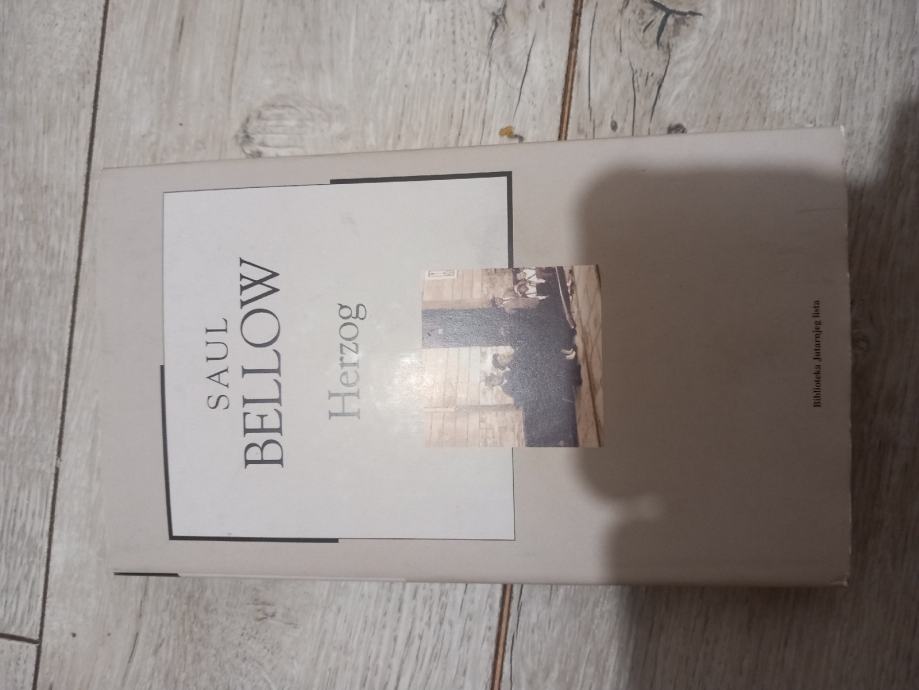 SAUL
BELLOW
Herzog
Biblioteka Jutarnjeg lista